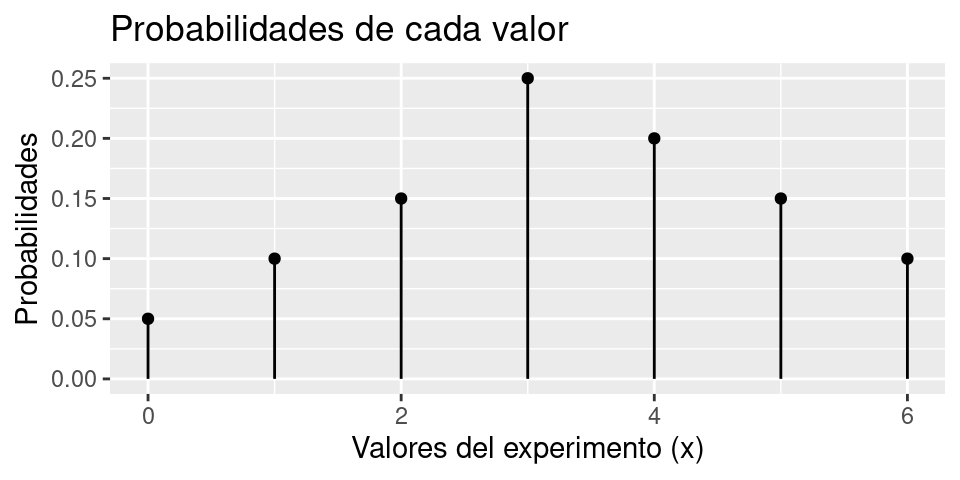 Probabilidades de cada valor
Probabilidades
0.25
0.20
0.15
0.10
0.05
0.00
0 2 4 6
Valores del experimento (x)